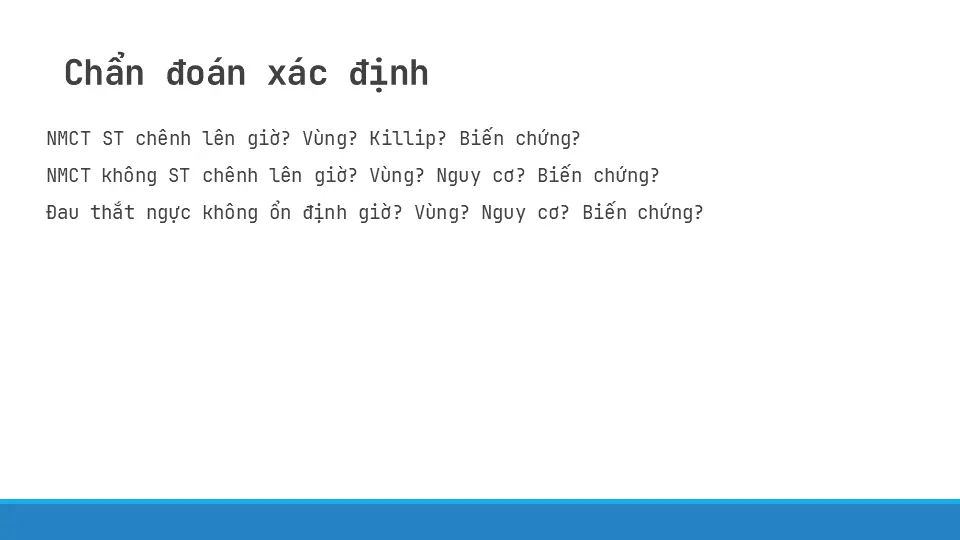 Chẩn đoán xác định
NMCT ST chênh lên giờ? Vùng? Killip? Biến chứng?
NMCT không ST chênh lên giờ? Vùng? Nguy cơ? Biến chứng?
Đau thắt ngực không ổn định giờ? Vùng? Nguy cơ? Biến chứng?